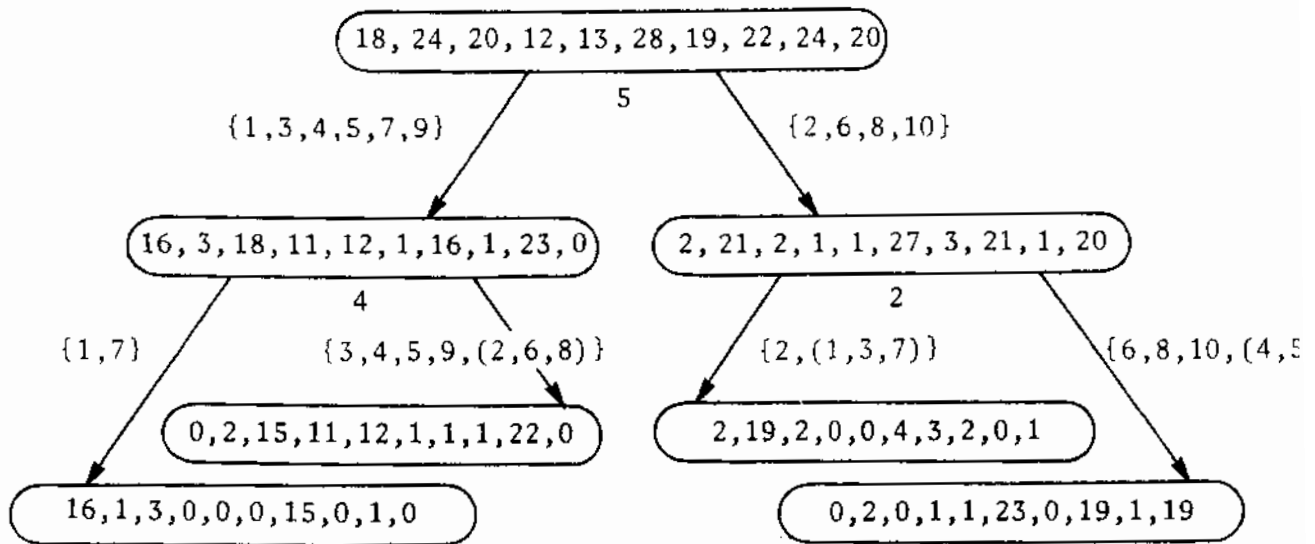 18, 24, 20, 12, 13, 28, 19, 22, 24, 20
5
{1,3,4,5,7,9} {2,6,8,10}
16, 3, 18, 11, 12, 1, 16, 1, 23, 0 2, 21, 2, 1, 1, 27, 3, 21, 1, 20
4 2
{1,7} {3,4,5,9,(2,6,8)} {2,(1,3,7)} {6,8,10,(4,5
0,2,15,11,12,1,1,1,22,0 2,19,2,0,0,4,3,2,0,1
16,1,3,0,0,0,15,0,1,0 0,2,0,1,1,23,0,19,1,19